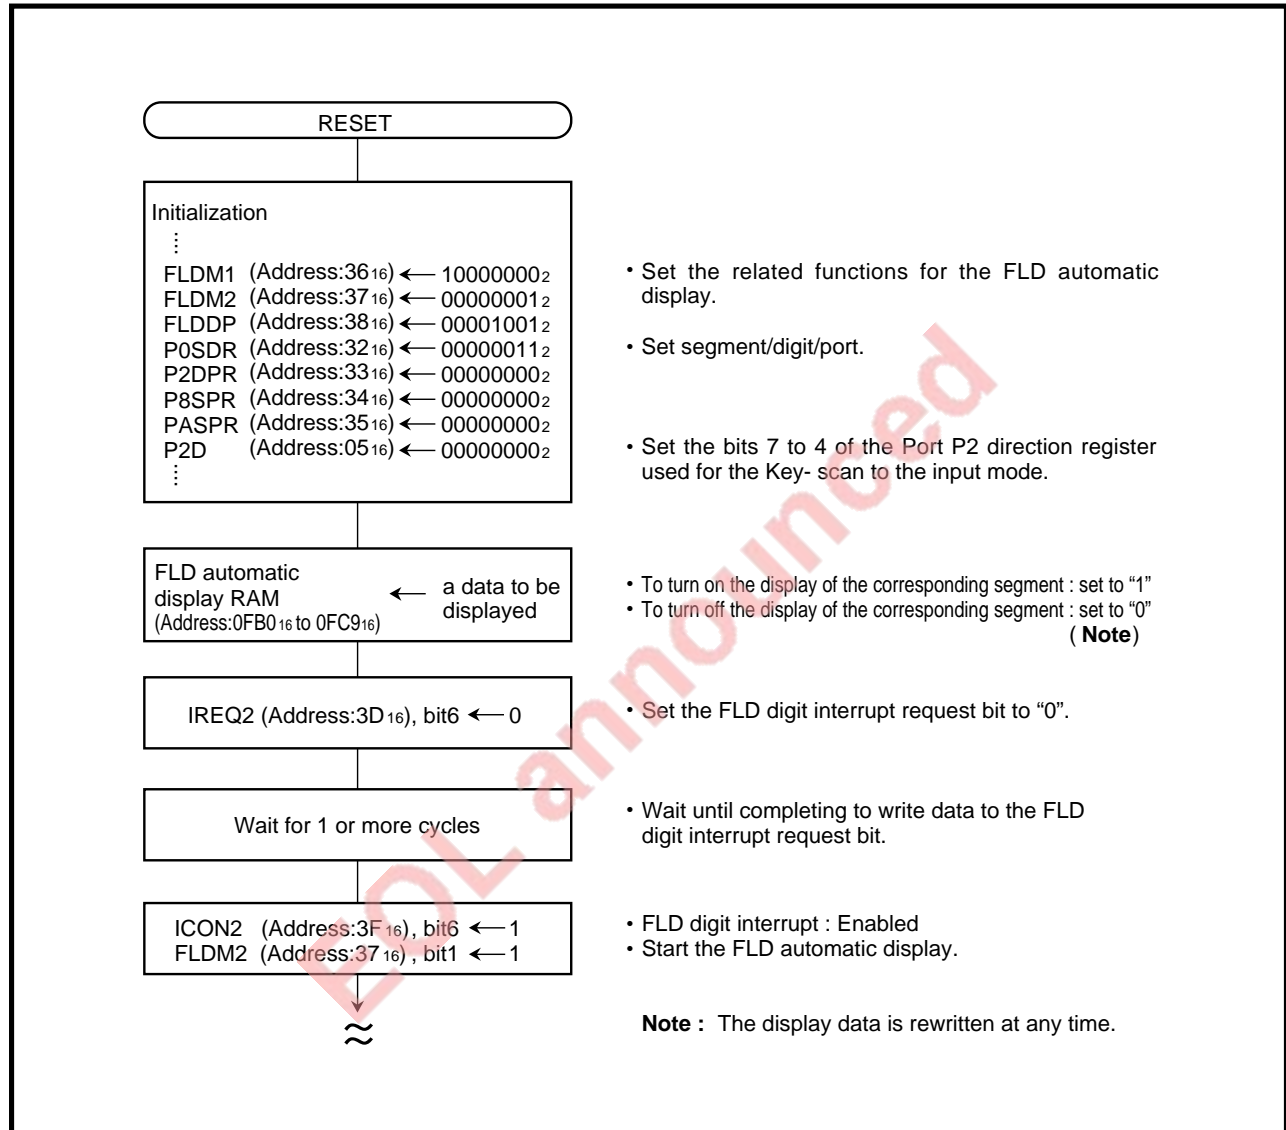 RESET
Initialization
⋮
FLDM1 (Address:36₁₆) ← 10000000₂
FLDM2 (Address:37₁₆) ← 00000001₂
FLDDP (Address:38₁₆) ← 00001001₂
P0SDR (Address:32₁₆) ← 00000011₂
P2DPR (Address:33₁₆) ← 00000000₂
P8SPR (Address:34₁₆) ← 00000000₂
PASPR (Address:35₁₆) ← 00000000₂
P2D (Address:05₁₆) ← 00000000₂
⋮
・Set the related functions for the FLD automatic
display.
・Set segment/digit/port.
・Set the bits 7 to 4 of the Port P2 direction register
used for the Key- scan to the input mode.
FLD automatic
display RAM
(Address:0FB0₁₆ to 0FC9₁₆)
← a data to be
displayed
・To turn on the display of the corresponding segment : set to “1”
・To turn off the display of the corresponding segment : set to “0”
( Note)
IREQ2 (Address:3D₁₆), bit6 ← 0
・Set the FLD digit interrupt request bit to “0”.
Wait for 1 or more cycles
・Wait until completing to write data to the FLD
digit interrupt request bit.
ICON2 (Address:3F₁₆), bit6 ← 1
FLDM2 (Address:37₁₆) , bit1 ← 1
・FLD digit interrupt : Enabled
・Start the FLD automatic display.
Note : The display data is rewritten at any time.
EOL announced